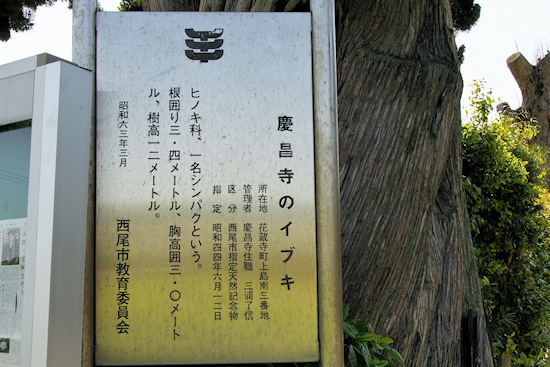 慶昌寺のイブキ
所在地　花蔵寺町上島南三番地
管理者　慶昌寺住職　三浦了信
区分　西尾市指定天然記念物
指定　昭和四四年六月一二日
ヒノキ科、一名シンパクという。
根囲り三・四メートル、胸高囲三・〇メート
ル、樹高一二メートル。
昭和六三年三月
西尾市教育委員会